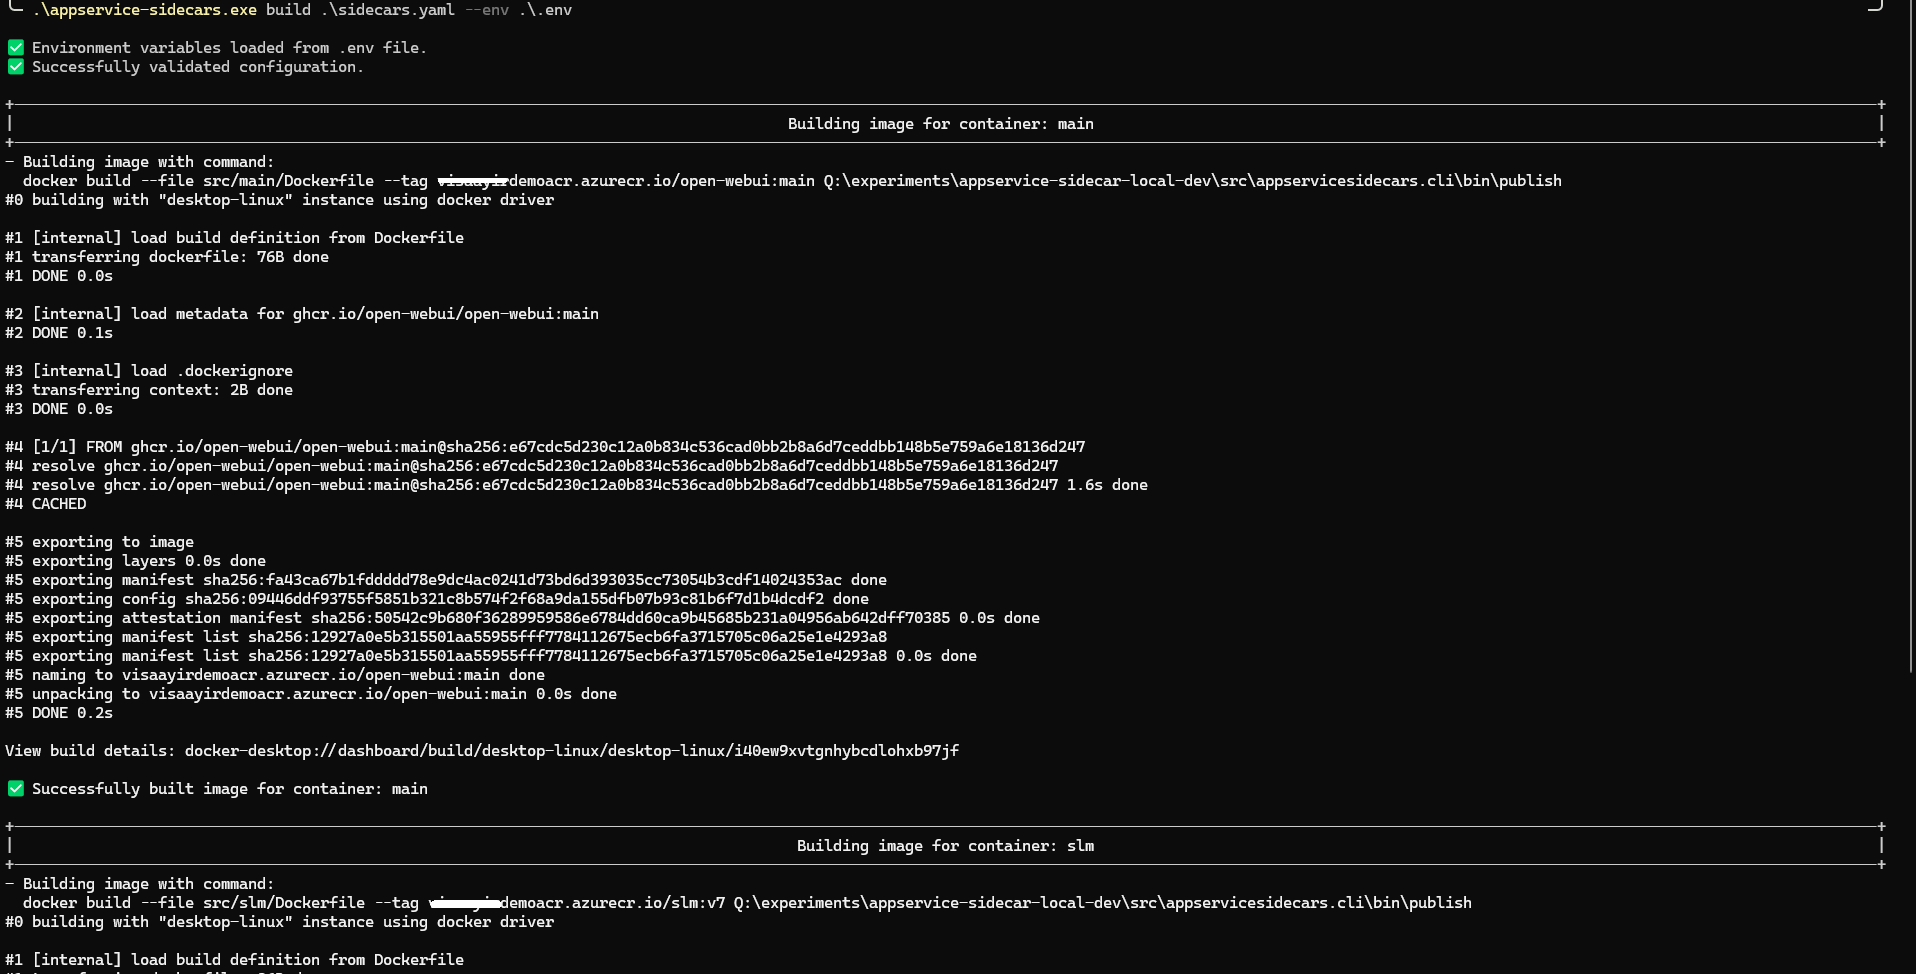 .\appservice-sidecars.exe build .\sidecars.yaml --env .\.env
Environment variables loaded from .env file.
Successfully validated configuration.
Building image for container: main
- Building image with command:
docker build --file src/main/Dockerfile --tag demoacr.azurecr.io/open-webui:main Q:\experiments\appservice-sidecar-local-dev\src\appservicesidecars.cli\bin\publish
#0 building with "desktop-linux" instance using docker driver
#1 [internal] load build definition from Dockerfile
#1 transferring dockerfile: 76B done
#1 DONE 0.0s
#2 [internal] load metadata for ghcr.io/open-webui/open-webui:main
#2 DONE 0.1s
#3 [internal] load .dockerignore
#3 transferring context: 2B done
#3 DONE 0.0s
#4 [1/1] FROM ghcr.io/open-webui/open-webui:main@sha256:e67cdc5d230c12a0b834c536cad0bb2b8a6d7ceddbb148b5e759a6e18136d247
#4 resolve ghcr.io/open-webui/open-webui:main@sha256:e67cdc5d230c12a0b834c536cad0bb2b8a6d7ceddbb148b5e759a6e18136d247
#4 resolve ghcr.io/open-webui/open-webui:main@sha256:e67cdc5d230c12a0b834c536cad0bb2b8a6d7ceddbb148b5e759a6e18136d247 1.6s done
#4 CACHED
#5 exporting to image
#5 exporting layers 0.0s done
#5 exporting manifest sha256:fa43ca67b1fddddd78e9dc4ac0241d73bd6d393035cc73054b3cdf14024353ac done
#5 exporting config sha256:09446ddf93755f5851b321c8b574f2f68a9da155dfb07b93c81b6f7d1b4dcdf2 done
#5 exporting attestation manifest sha256:50542c9b680f36289959586e6784dd60ca9b45685b231a04956ab642dff70385 0.0s done
#5 exporting manifest list sha256:12927a0e5b315501aa55955fff7784112675ecb6fa3715705c06a25e1e4293a8
#5 exporting manifest list sha256:12927a0e5b315501aa55955fff7784112675ecb6fa3715705c06a25e1e4293a8 0.0s done
#5 naming to visaayirdemoacr.azurecr.io/open-webui:main done
#5 unpacking to visaayirdemoacr.azurecr.io/open-webui:main 0.0s done
#5 DONE 0.2s
View build details: docker-desktop://dashboard/build/desktop-linux/desktop-linux/i40ew9xvtgnhybcdlohxb97jf
Successfully built image for container: main
Building image for container: slm
- Building image with command:
docker build --file src/slm/Dockerfile --tag demoacr.azurecr.io/slm:v7 Q:\experiments\appservice-sidecar-local-dev\src\appservicesidecars.cli\bin\publish
#0 building with "desktop-linux" instance using docker driver
#1 [internal] load build definition from Dockerfile